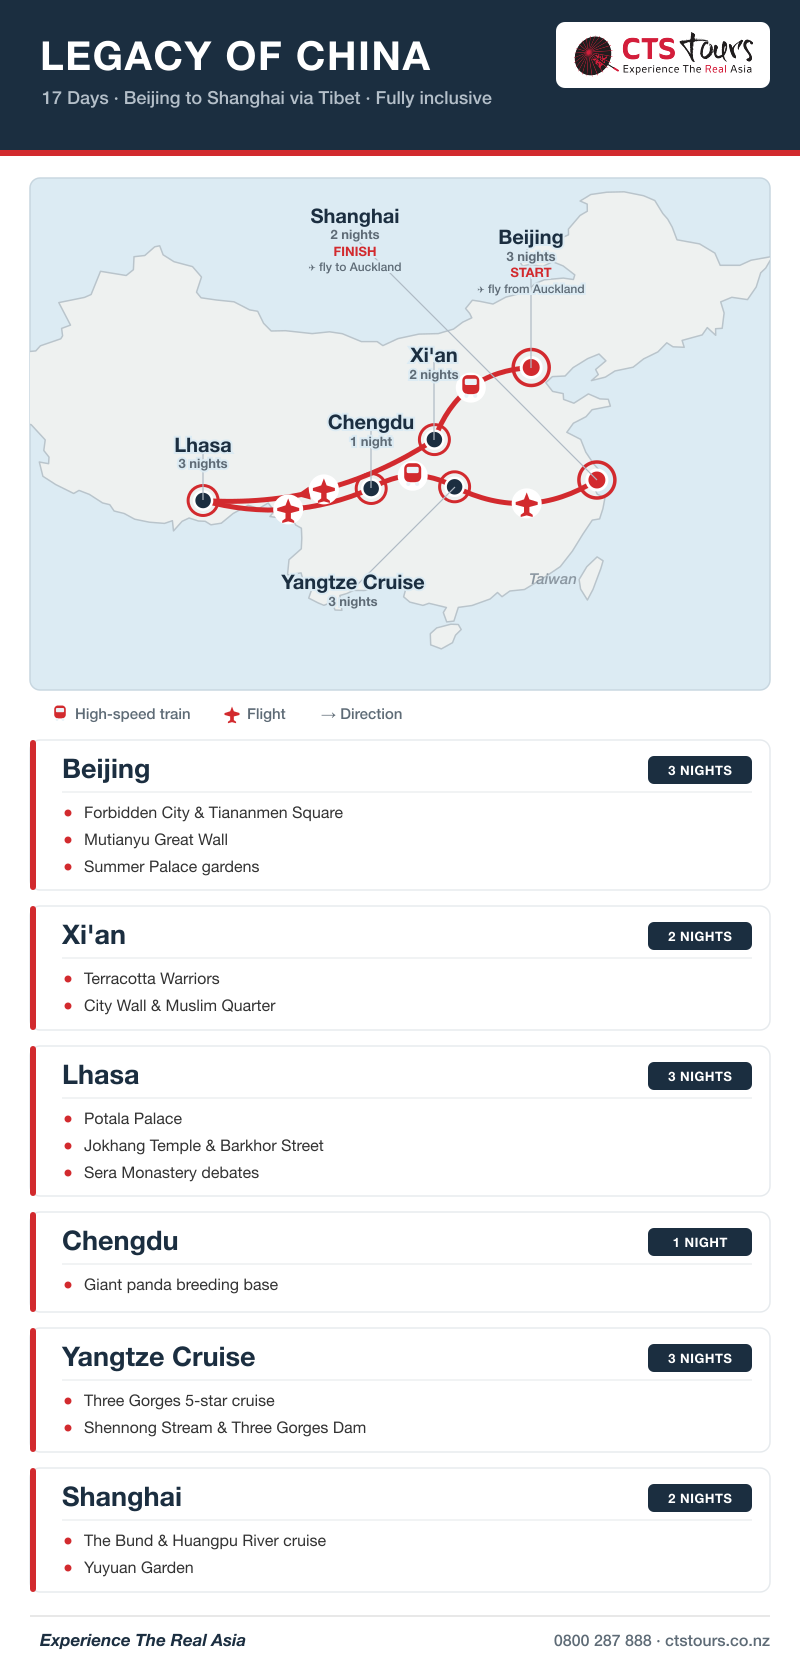 LEGACY OF CHINA
17 Days · Beijing to Shanghai via Tibet · Fully inclusive
CTS tours
Experience The Real Asia
Shanghai
2 nights
FINISH
✈ fly to Auckland
Beijing
3 nights
START
✈ fly from Auckland
Xi'an
2 nights
Chengdu
1 night
Lhasa
3 nights
Yangtze Cruise
3 nights
Taiwan
High-speed train
Flight
→ Direction
Beijing
3 NIGHTS
Forbidden City & Tiananmen Square
Mutianyu Great Wall
Summer Palace gardens
Xi'an
2 NIGHTS
Terracotta Warriors
City Wall & Muslim Quarter
Lhasa
3 NIGHTS
Potala Palace
Jokhang Temple & Barkhor Street
Sera Monastery debates
Chengdu
1 NIGHT
Giant panda breeding base
Yangtze Cruise
3 NIGHTS
Three Gorges 5-star cruise
Shennong Stream & Three Gorges Dam
Shanghai
2 NIGHTS
The Bund & Huangpu River cruise
Yuyuan Garden
Experience The Real Asia
0800 287 888 · ctstours.co.nz